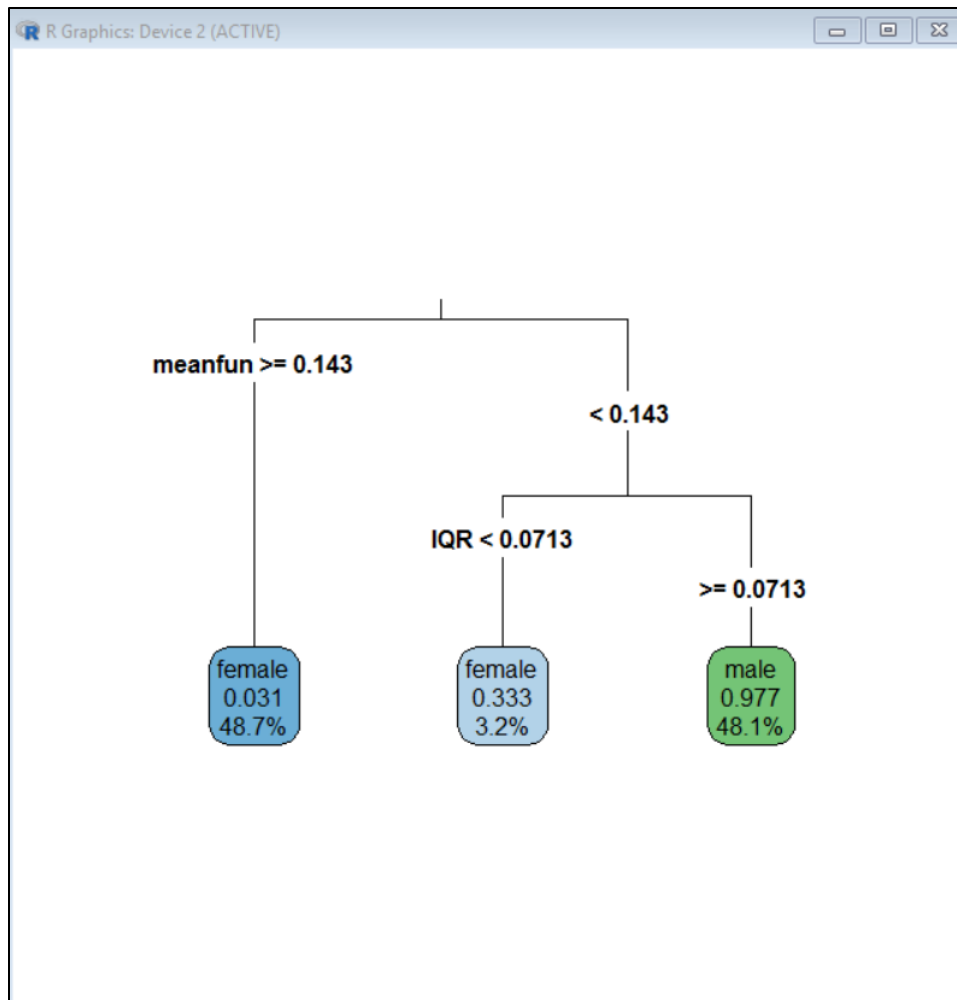 R R Graphics: Device 2 (ACTIVE)
meanfun >= 0.143
< 0.143
IQR < 0.0713
>= 0.0713
female
0.031
48.7%
female
0.333
3.2%
male
0.977
48.1%